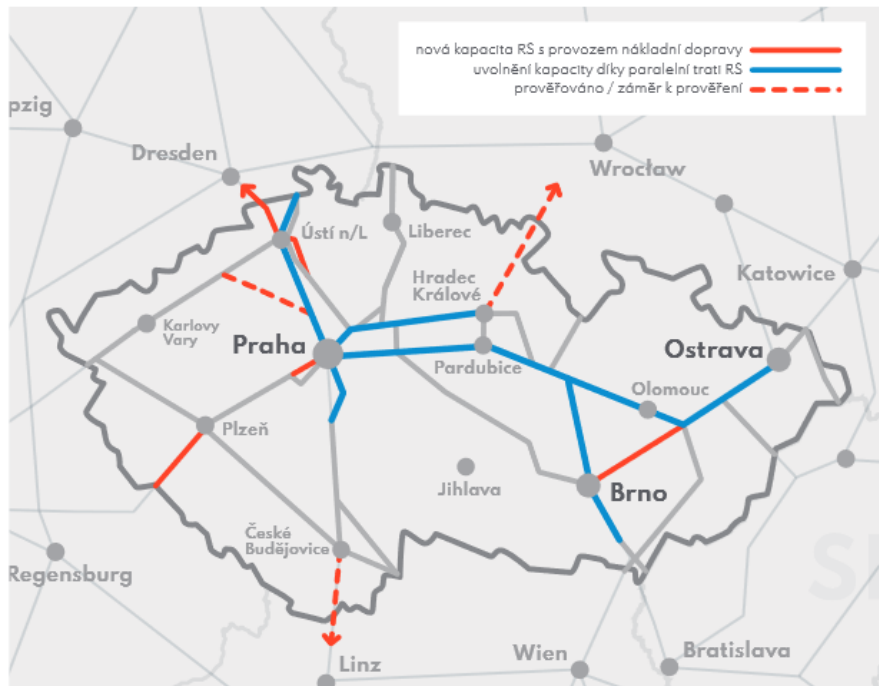 nová kapacita RS s provozem nákladní dopravy
uvolnění kapacity díky paralelní trati RS
prověřováno / záměr k prověření
pzig
Dresden
Wrocław
Ústí n/L
Liberec
Katowice
Hradec
Králové
Karlovy
Vary
Praha
Pardubice
Ostrava
Olomouc
Plzeň
Jihlava
Brno
České
Budějovice
Regensburg
S
Linz
Wien
Bratislava